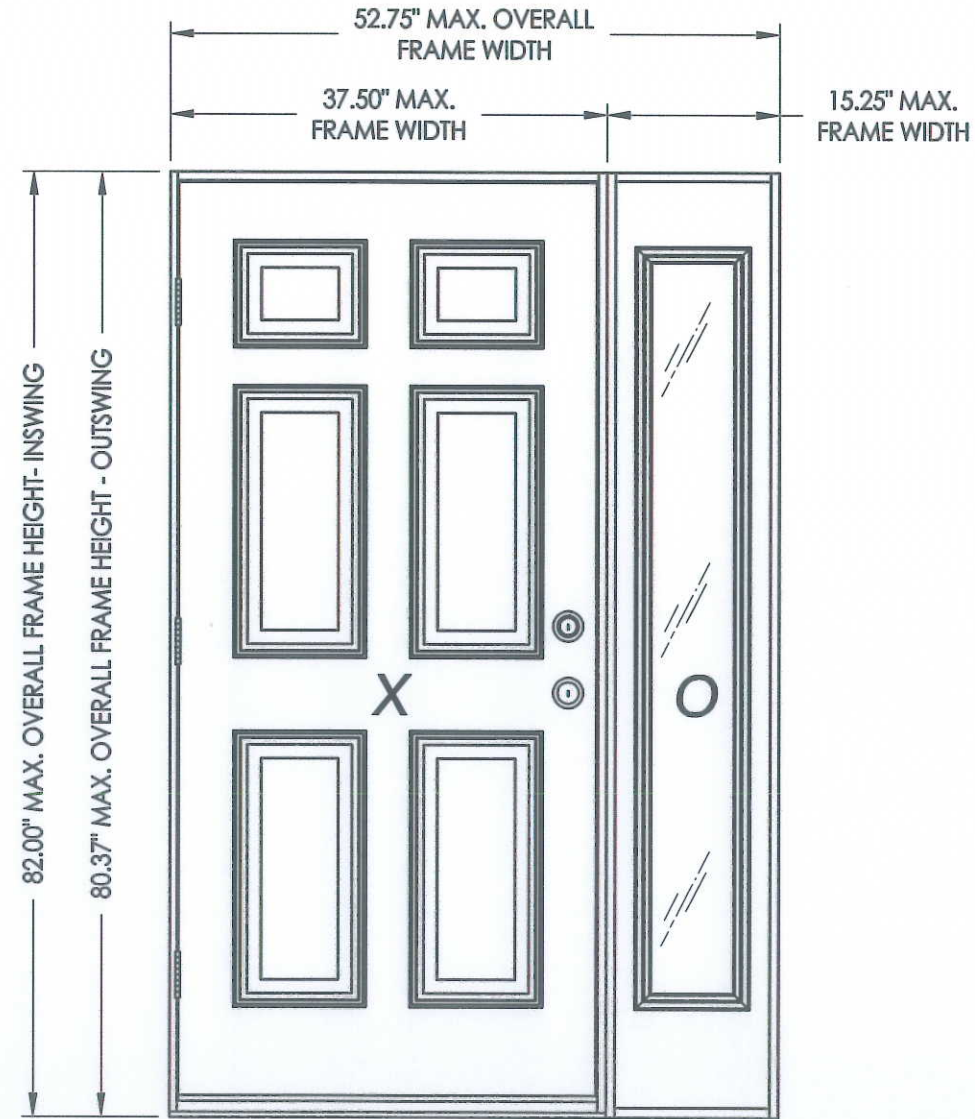 52.75" MAX. OVERALL
FRAME WIDTH
37.50" MAX.
FRAME WIDTH
15.25" MAX.
FRAME WIDTH
82.00" MAX. OVERALL FRAME HEIGHT- INSWING
80.37" MAX. OVERALL FRAME HEIGHT - OUTSWING
X
O